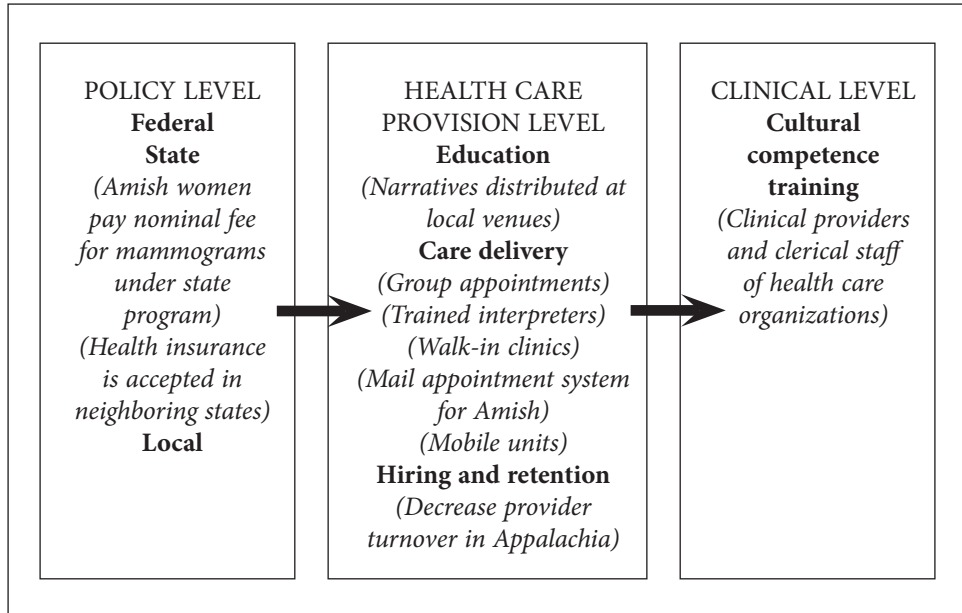 POLICY LEVEL
Federal
State
(Amish women
pay nominal fee
for mammograms
under state
program)
(Health insurance
is accepted in
neighboring states)
Local
HEALTH CARE
PROVISION LEVEL
Education
(Narratives distributed at
local venues)
Care delivery
(Group appointments)
(Trained interpreters)
(Walk-in clinics)
(Mail appointment system
for Amish)
(Mobile units)
Hiring and retention
(Decrease provider
turnover in Appalachia)
CLINICAL LEVEL
Cultural
competence
training
(Clinical providers
and clerical staff
of health care
organizations)